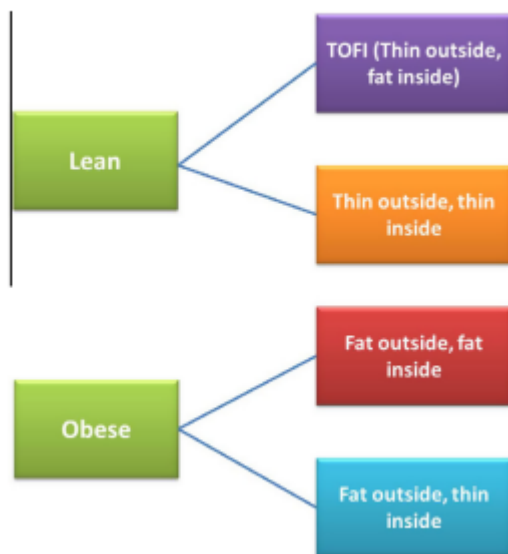 TOFI (Thin outside,
fat inside)
Lean
Thin outside, thin
inside
Fat outside, fat
inside
Obese
Fat outside, thin
inside